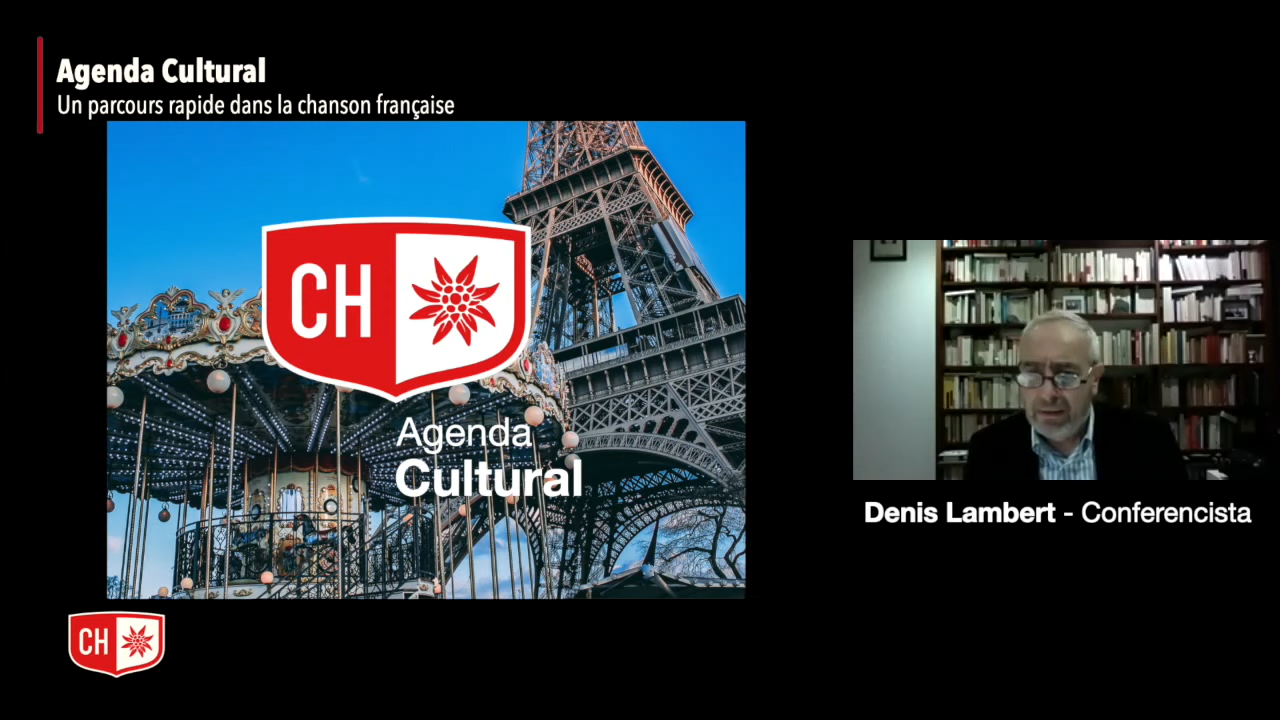 Agenda Cultural
Un parcours rapide dans la chanson française
CH
Agenda
Cultural
Denis Lambert - Conferencista
CH